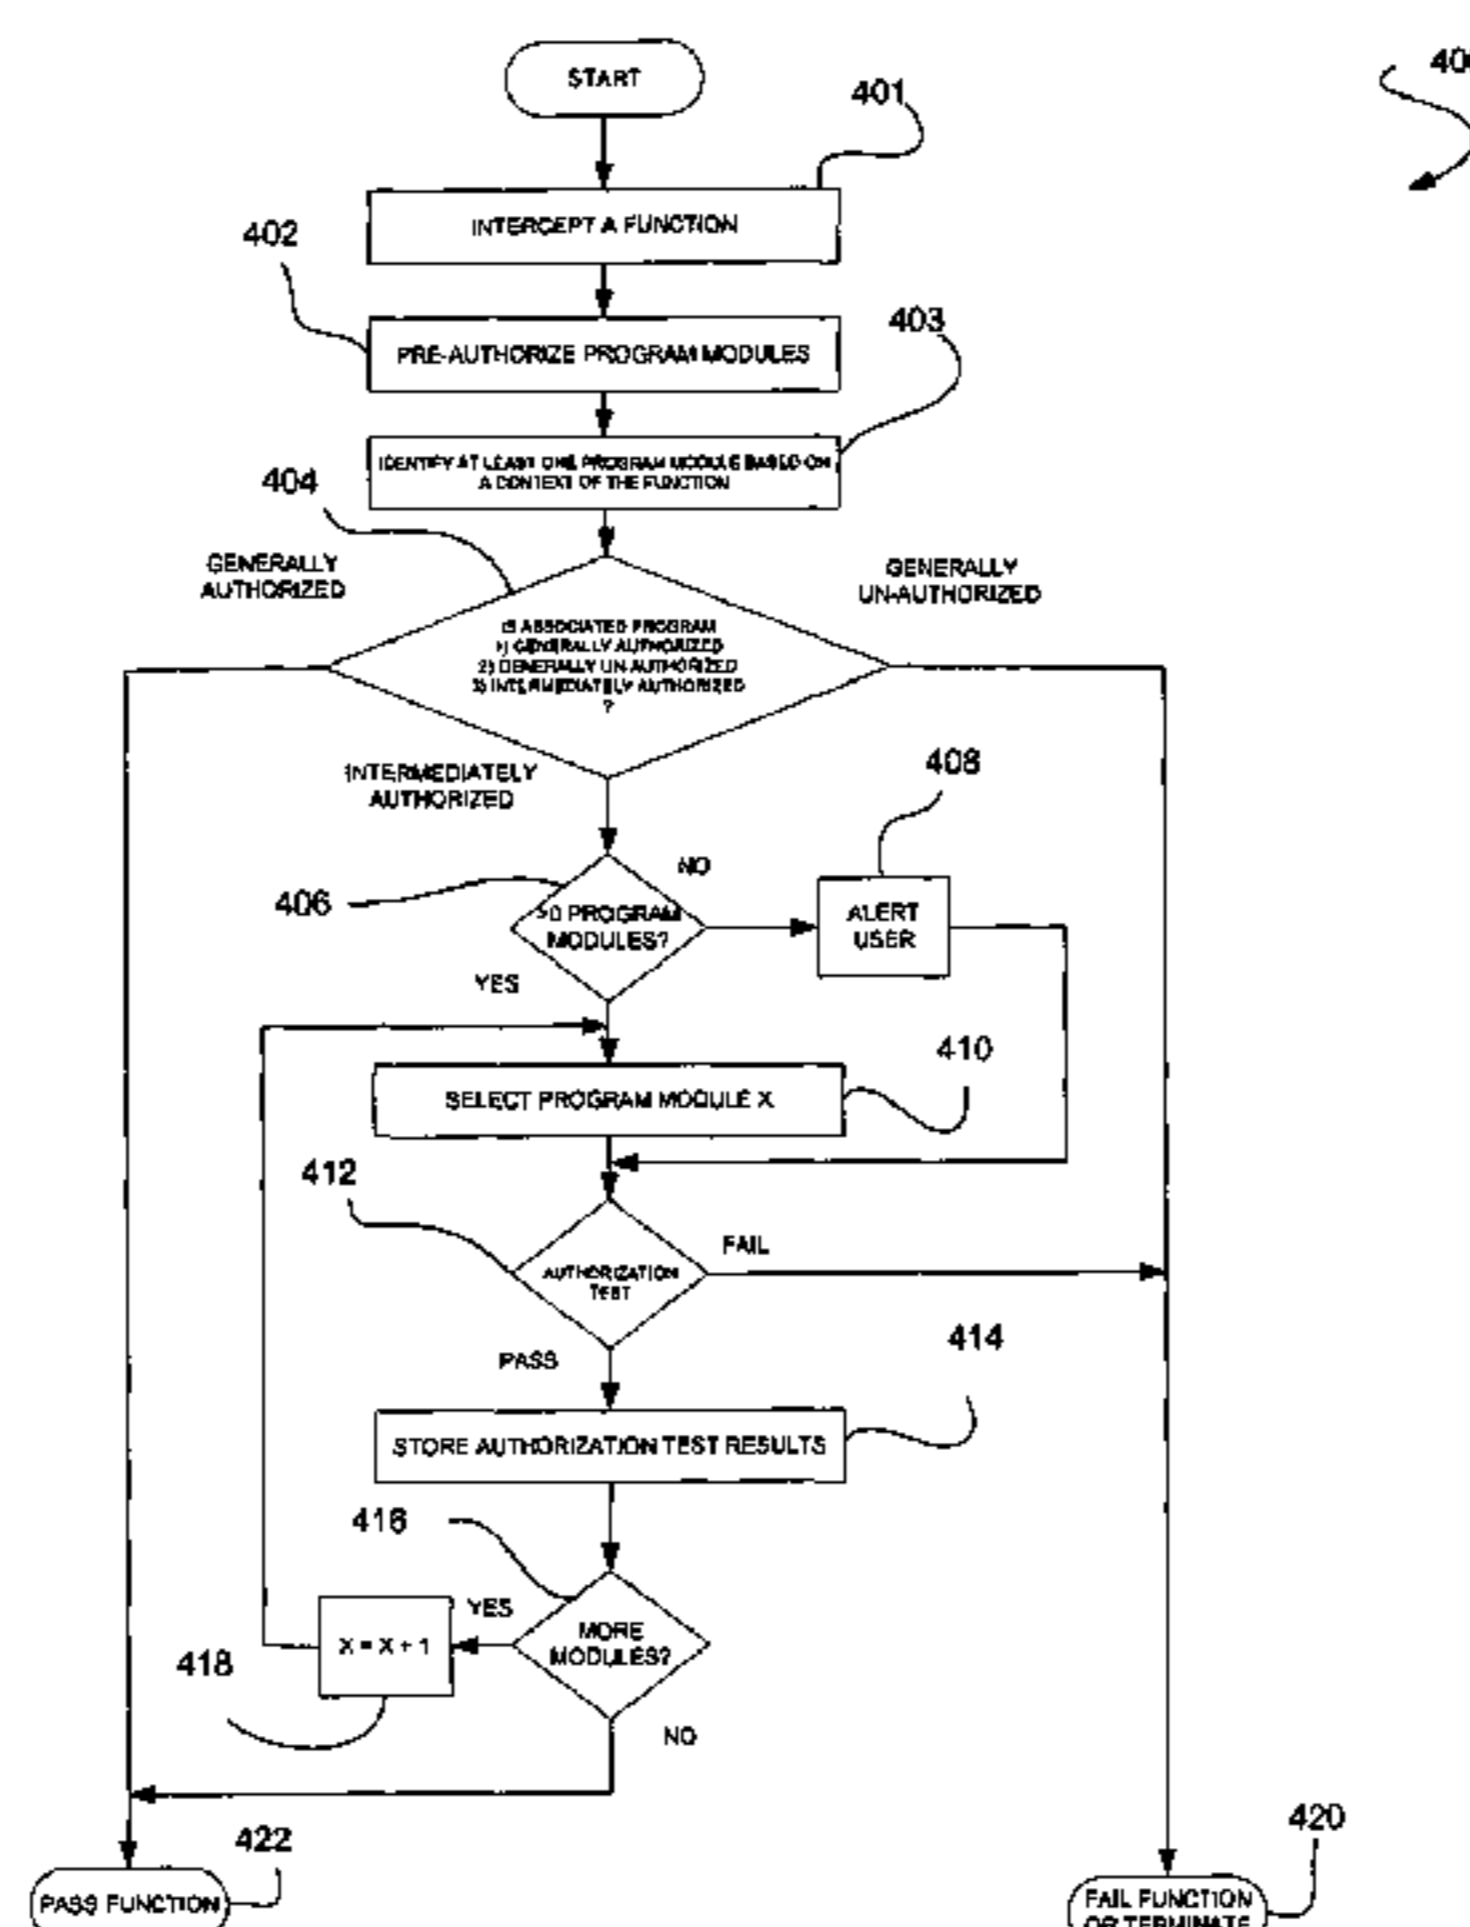 START
401
40
INTERCEPT A FUNCTION
402
PRE-AUTHORIZE PROGRAM MODULES
403
IDENTIFY AT LEAST ONE PROGRAM MODULE BASED ON
A CONTEXT OF THE FUNCTION
404
GENERALLY
AUTHORIZED
GENERALLY
UN-AUTHORIZED
IS ASSOCIATED PROGRAM
1) GENERALLY AUTHORIZED
2) GENERALLY UN-AUTHORIZED
3) INTERMEDIATELY AUTHORIZED
?
INTERMEDIATELY
AUTHORIZED
408
NO
406
>0 PROGRAM
MODULES?
ALERT
USER
YES
410
SELECT PROGRAM MODULE X
412
FAIL
AUTHORIZATION
TEST
PASS
414
STORE AUTHORIZATION TEST RESULTS
416
YES
MORE
MODULES?
X = X + 1
418
NO
422
420
PASS FUNCTION
FAIL FUNCTION
OR TERMINATE